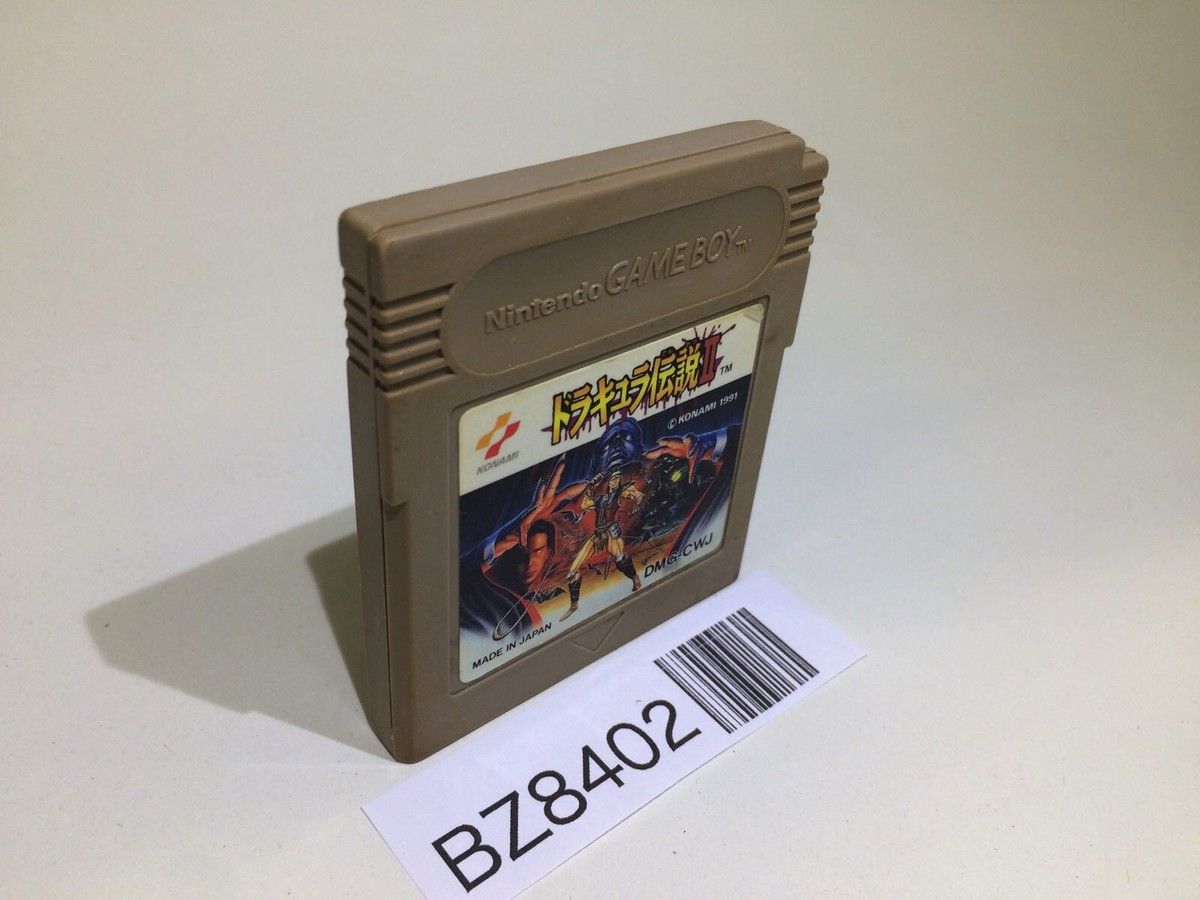 Nintendo GAME BOY TM
ドラキュラ伝説II TM
© KONAMI 1991
KONAMI
DMG-CWJ
MADE IN JAPAN
BZ8402